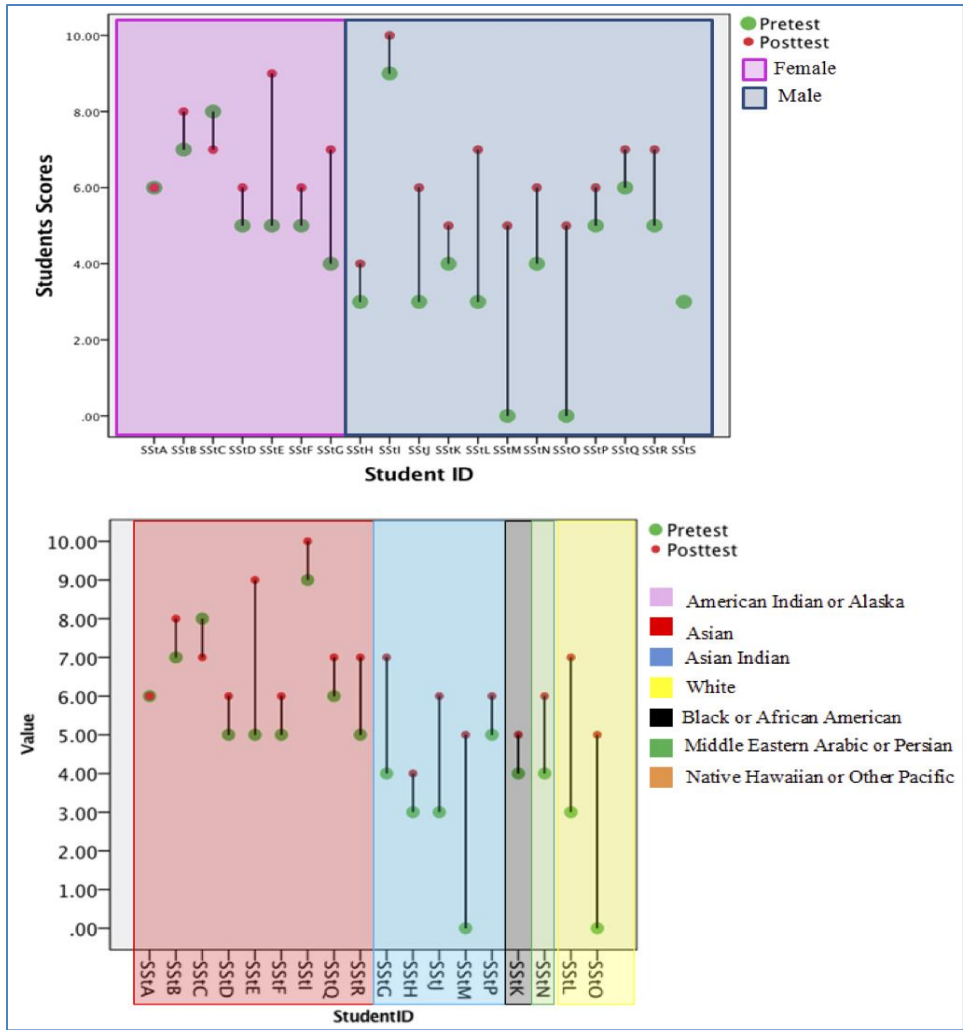 10.00
8.00
6.00
4.00
2.00
.00
Students Scores
SStA SStB SStC SStD SStE SStF SStG SStH SStI SStJ SStK SStL SStM SStN SStO SStP SStQ SStR SStS
Student ID
Pretest
Posttest
Female
Male
10.00
9.00
8.00
7.00
6.00
5.00
4.00
3.00
2.00
1.00
.00
Value
SStA SStB SStC SStD SStE SStF SStI SStQ SStR SStG SStH SStJ SStM SStP SStK SStN SStL SStO
StudentID
Pretest
Posttest
American Indian or Alaska
Asian
Asian Indian
White
Black or African American
Middle Eastern Arabic or Persian
Native Hawaiian or Other Pacific